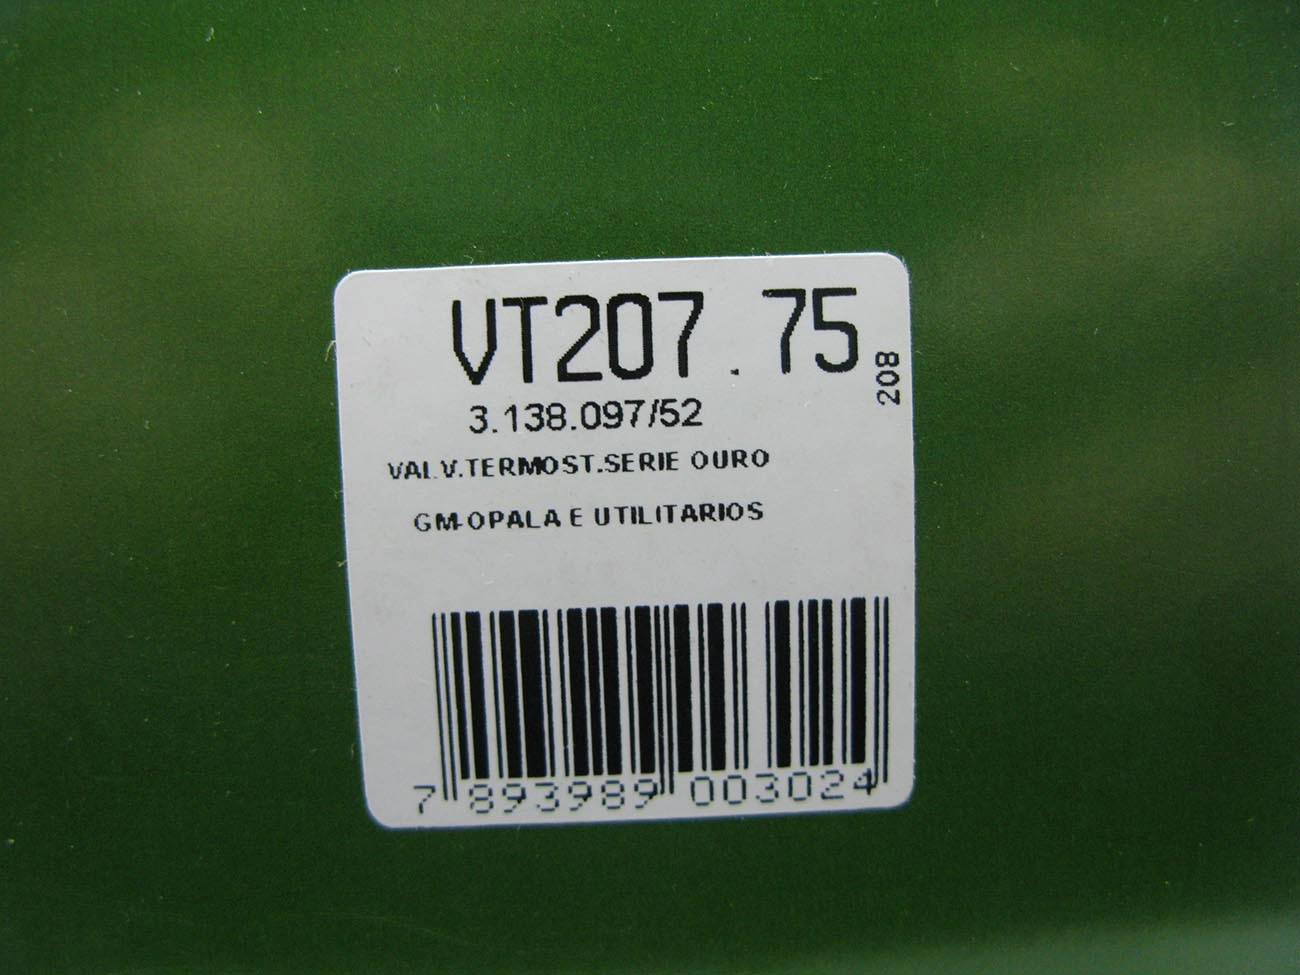 VT207.75
208
3.138.097/52
VALV.TERMOST.SERIE OURO
GM-OPALA E UTILITARIOS
7 893989 003024